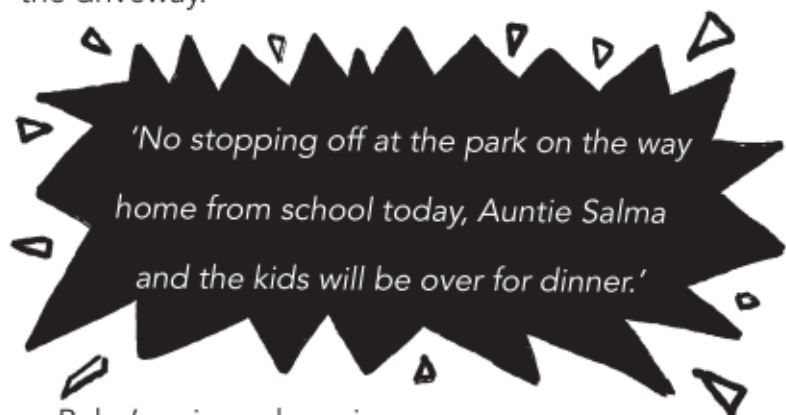 the driveway.
'No stopping off at the park on the way
home from school today, Auntie Salma
and the kids will be over for dinner.'